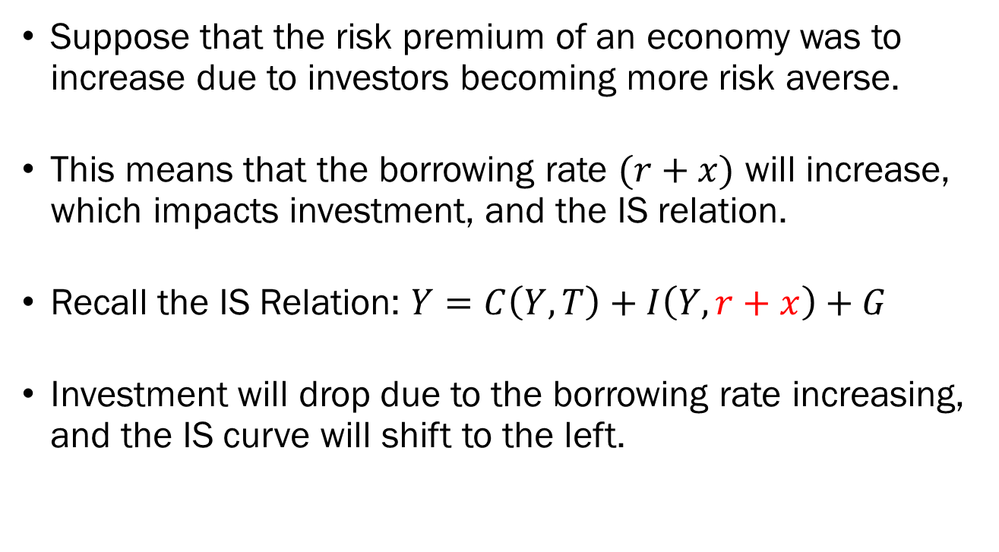 • Suppose that the risk premium of an economy was to
increase due to investors becoming more risk averse.
• This means that the borrowing rate (r + x) will increase,
which impacts investment, and the IS relation.
• Recall the IS Relation: Y = C(Y, T) + I(Y, r + x) + G
• Investment will drop due to the borrowing rate increasing,
and the IS curve will shift to the left.